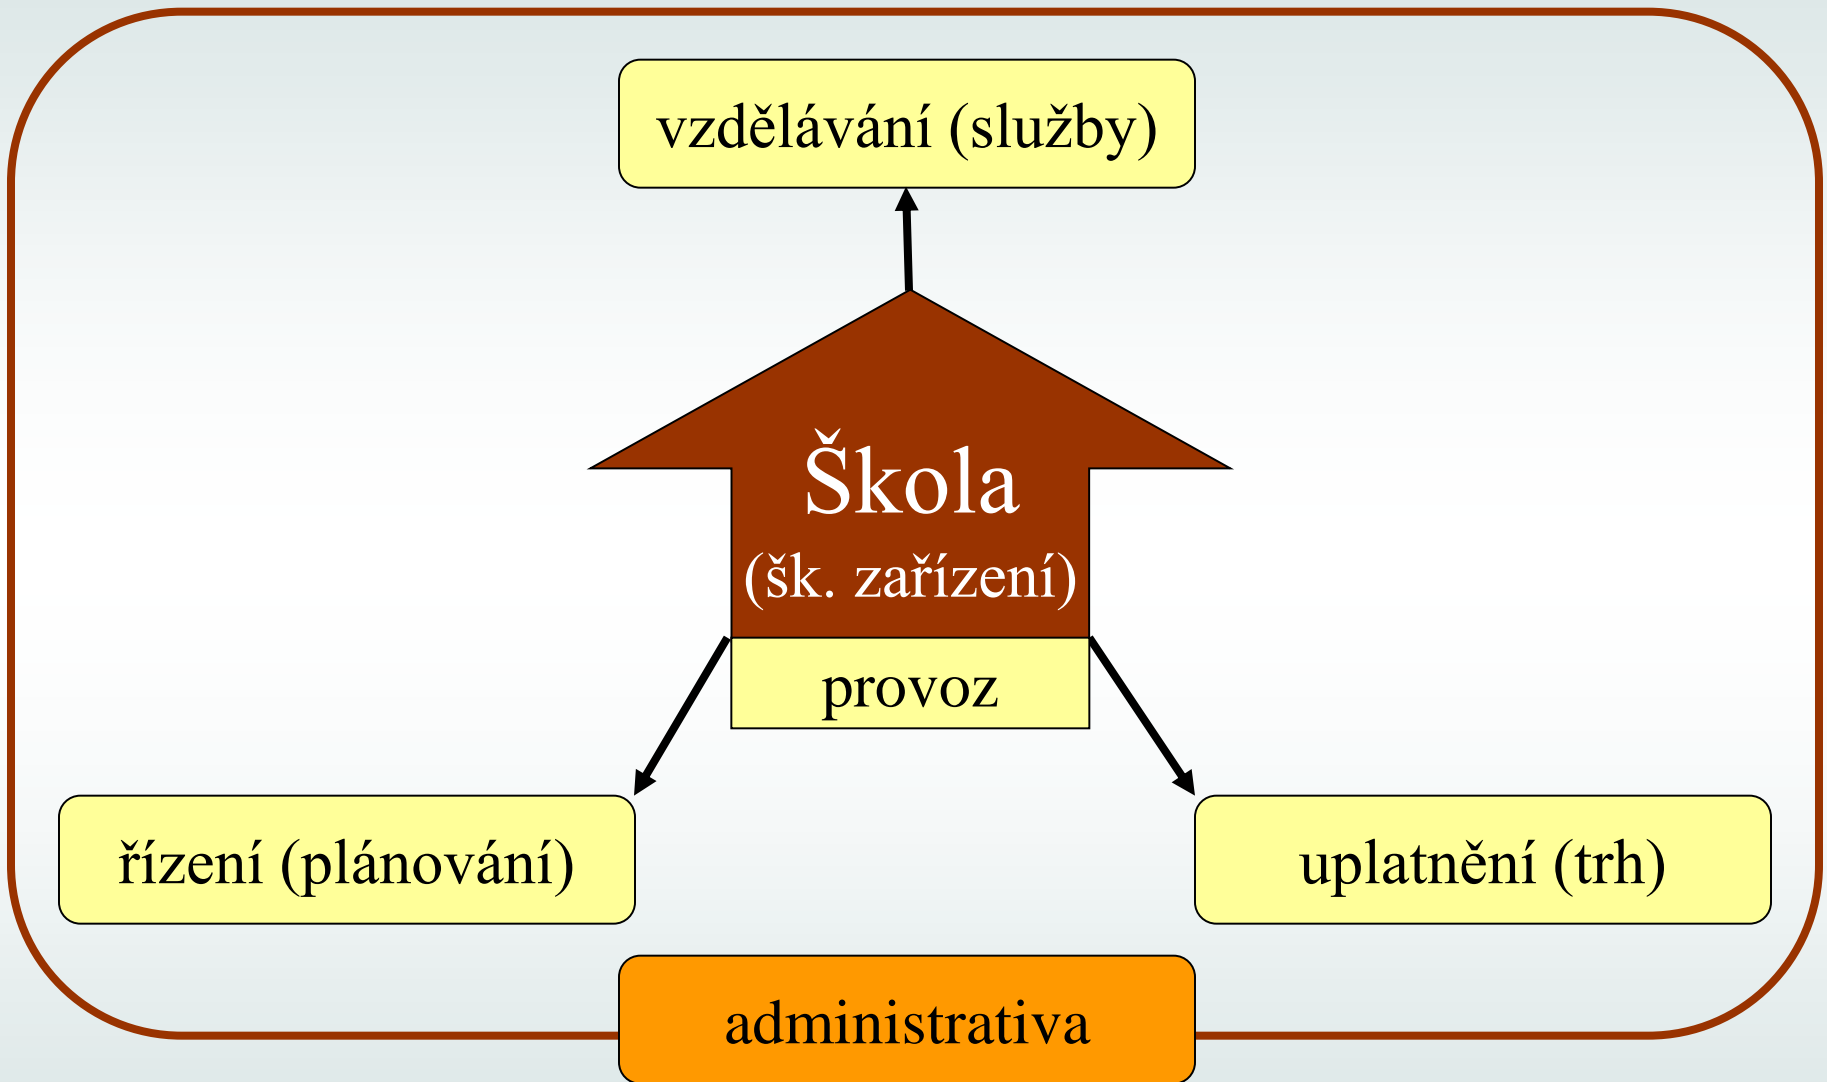 vzdělávání (služby)
Škola
(šk. zařízení)
provoz
řízení (plánování)
uplatnění (trh)
administrativa